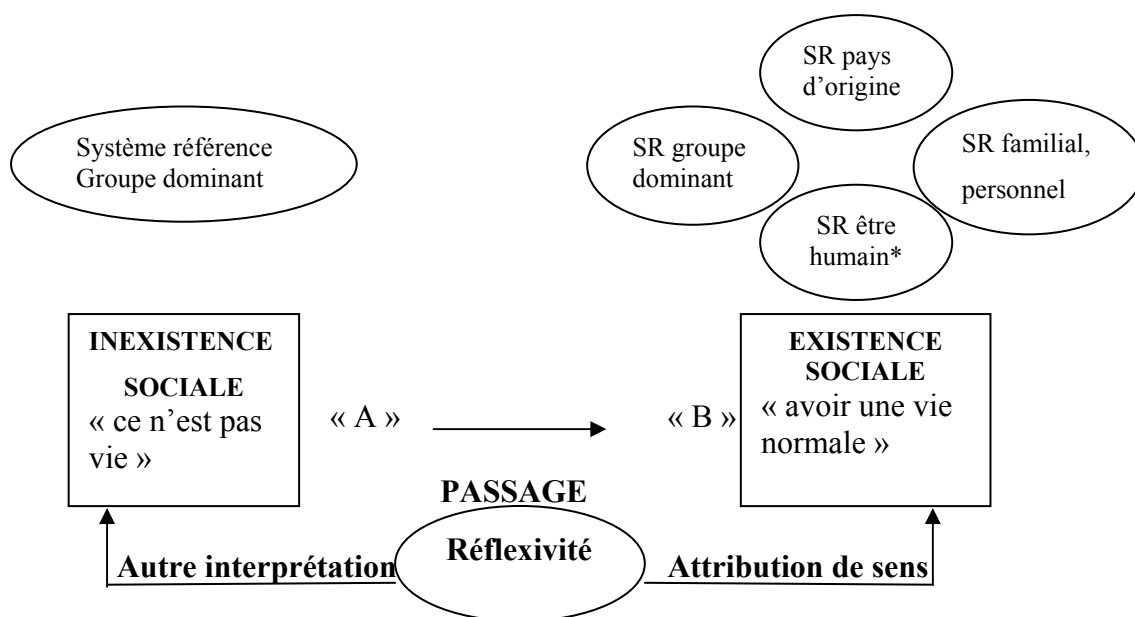 SR pays
d’origine
Système référence
Groupe dominant
SR groupe
dominant
SR familial,
personnel
SR être
humain*
INEXISTENCE
SOCIALE
« ce n’est pas
vie »
« A »
« B »
EXISTENCE
SOCIALE
« avoir une vie
normale »
PASSAGE
Réflexivité
Autre interprétation
Attribution de sens